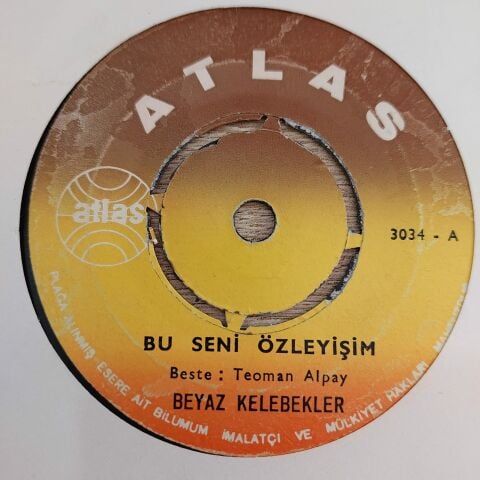 ATLAS
atlas
3034 - A
BU SENİ ÖZLEYİŞİM
Beste : Teoman Alpay
BEYAZ KELEBEKLER
PLAĞA ALINMIŞ ESERE AİT BİLUMUM İMALATÇI VE MÜLKİYET HAKLARI